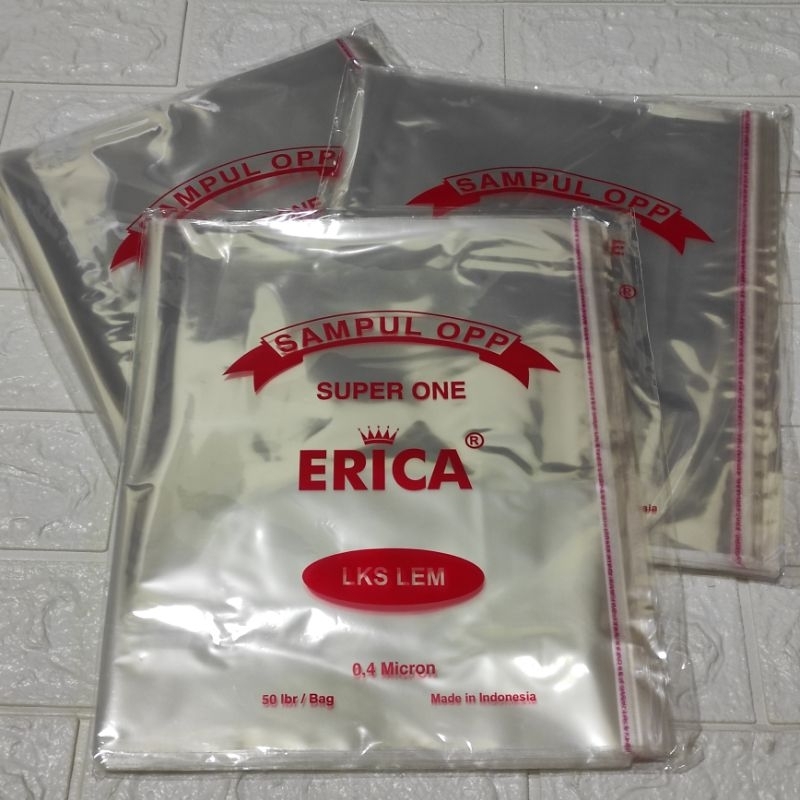 SAMPUL OPP
SAMPUL OPP
SAMPUL OPP
SUPER ONE
ERICA®
LKS LEM
0,4 Micron
50 lbr / Bag
Made in Indonesia
®